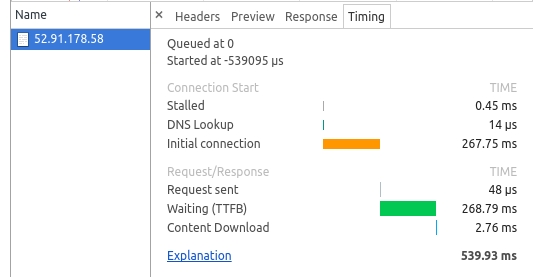 Name
× Headers Preview Response Timing
52.91.178.58
Queued at 0
Started at -539095 μs
Connection Start TIME
Stalled 0.45 ms
DNS Lookup 14 μs
Initial connection 267.75 ms
Request/Response TIME
Request sent 48 μs
Waiting (TTFB) 268.79 ms
Content Download 2.76 ms
Explanation 539.93 ms